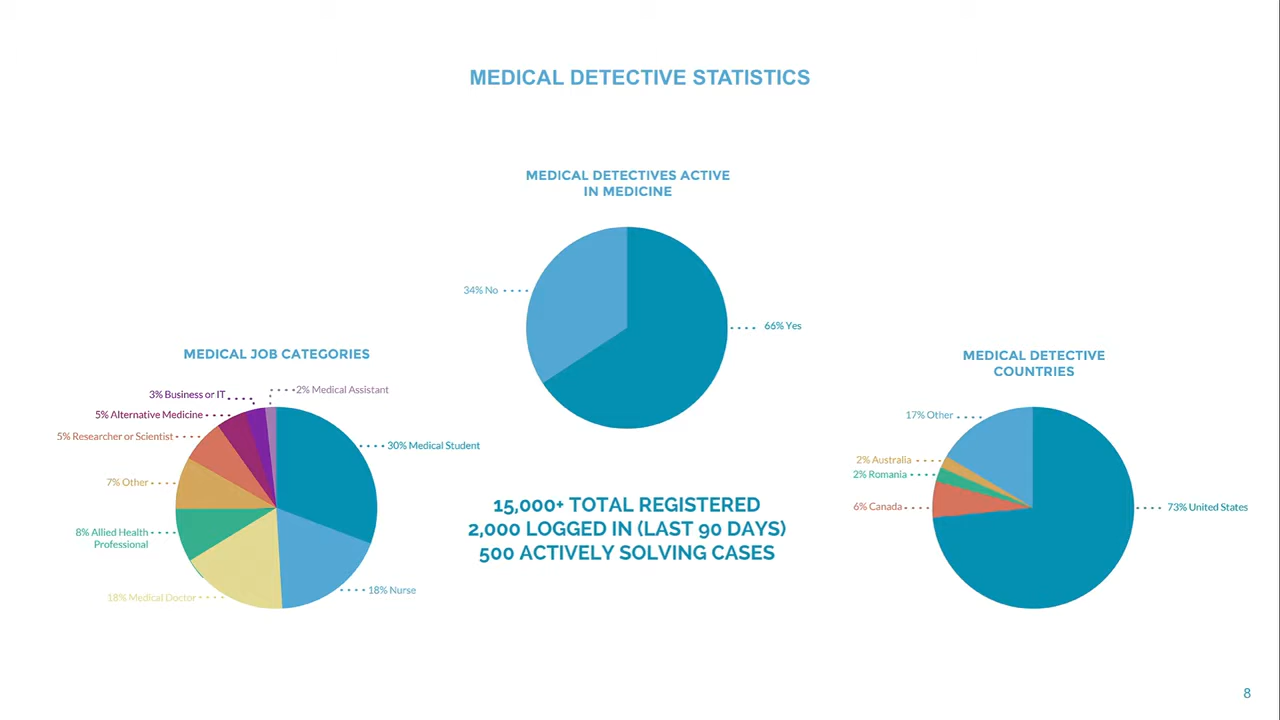 MEDICAL DETECTIVE STATISTICS
MEDICAL DETECTIVES ACTIVE
IN MEDICINE
34% No
66% Yes
MEDICAL JOB CATEGORIES
2% Medical Assistant
3% Business or IT
5% Alternative Medicine
5% Researcher or Scientist
30% Medical Student
7% Other
8% Allied Health
Professional
18% Medical Doctor
18% Nurse
15,000+ TOTAL REGISTERED
2,000 LOGGED IN (LAST 90 DAYS)
500 ACTIVELY SOLVING CASES
MEDICAL DETECTIVE
COUNTRIES
17% Other
2% Australia
2% Romania
6% Canada
73% United States
8